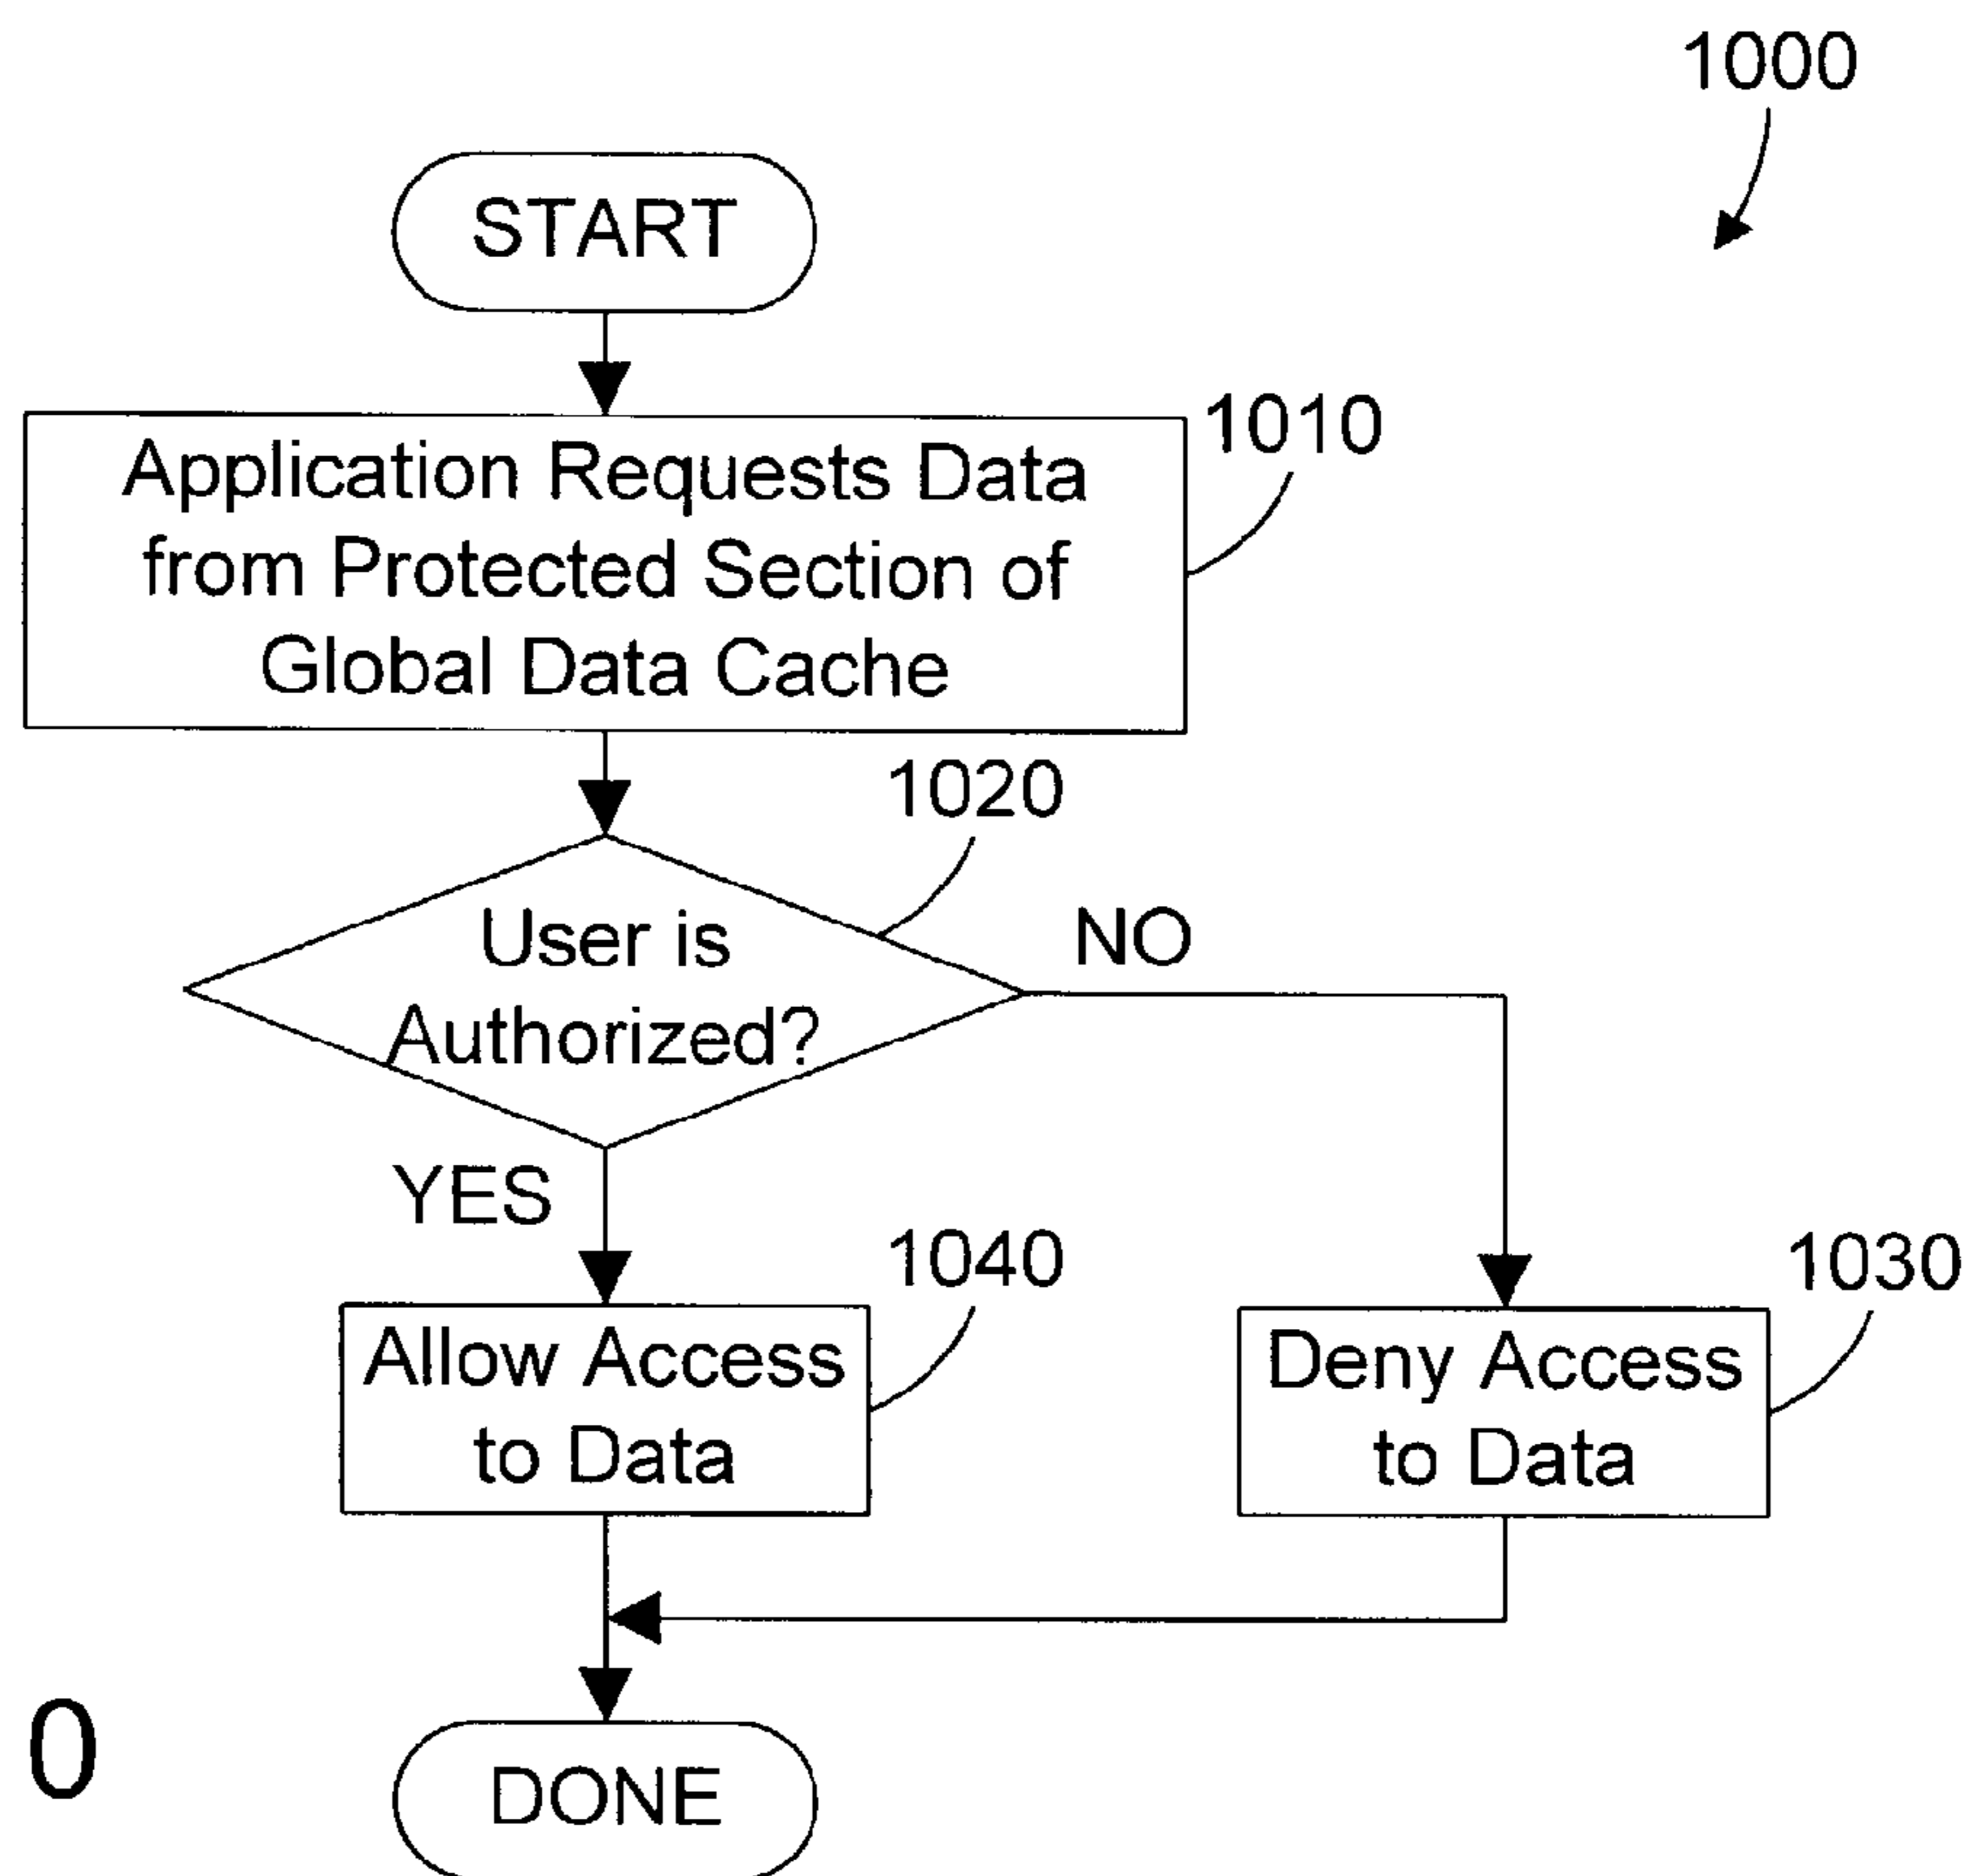 1000
START
1010
Application Requests Data
from Protected Section of
Global Data Cache
1020
User is
Authorized?
NO
YES
1040
Allow Access
to Data
1030
Deny Access
to Data
0
DONE